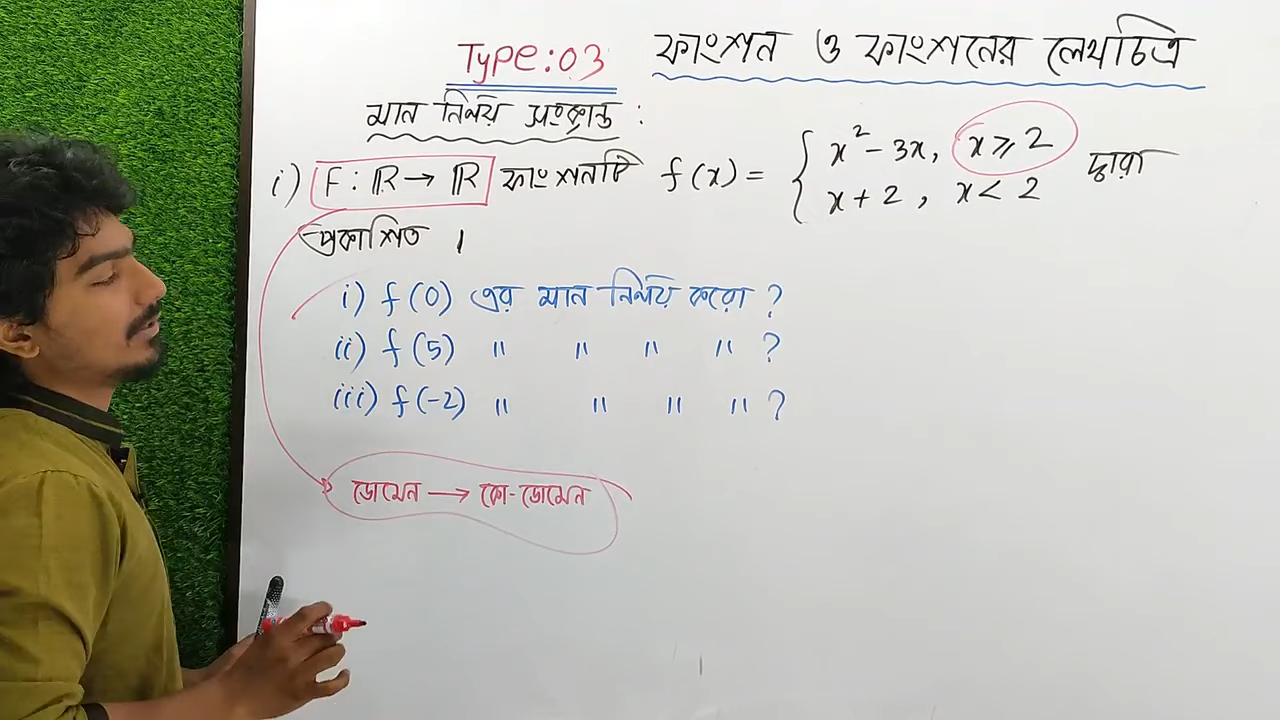 Type:03 ফাংশন ও ফাংশনের লেখচিত্র
মান নির্ণয় সংক্রান্ত :
i) F : ℝ → ℝ ফাংশনটি f(x) = { x² - 3x, x ≥ 2 দ্বারা
x + 2 , x < 2
প্রকাশিত ।
i) f(0) এর মান নির্ণয় করো ?
ii) f(5) " " " " ?
iii) f(-2) " " " " ?
ডোমেন → কো-ডোমেন